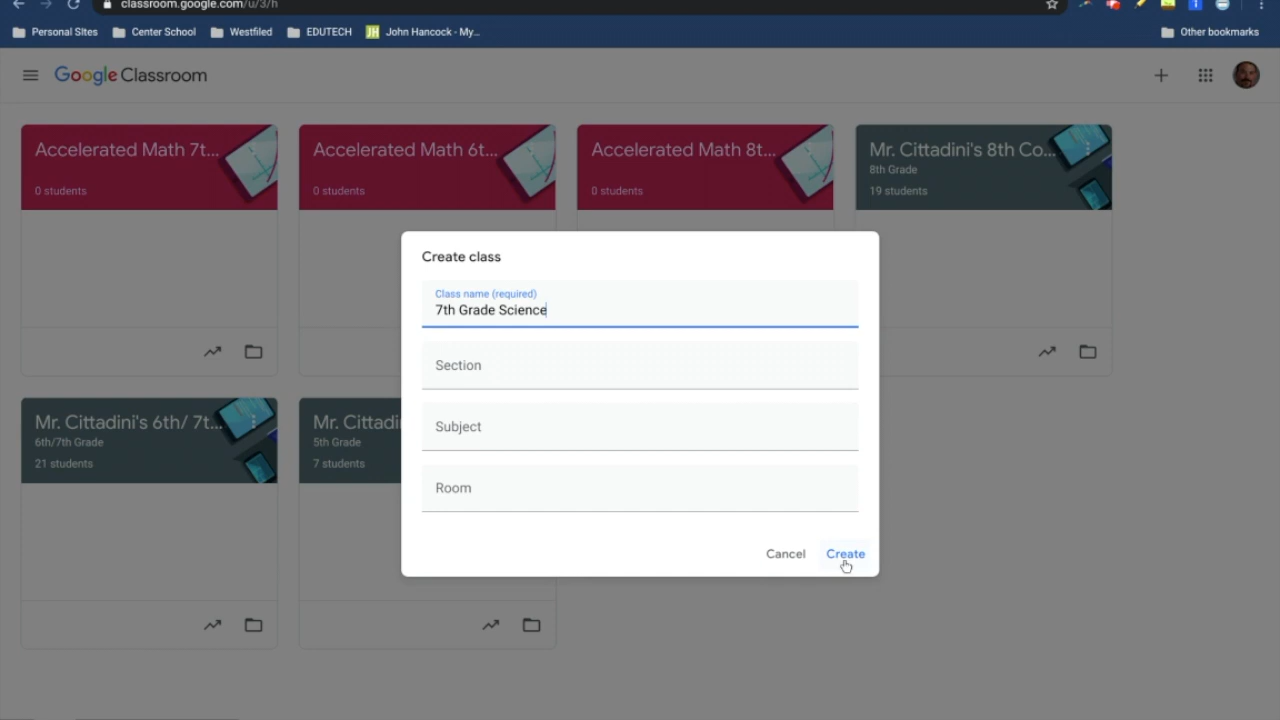 classroom.google.com/u/3/h
Personal SItes
Center School
Westfiled
EDUTECH
JH
John Hancock - My...
Other bookmarks
Google Classroom
Accelerated Math 7t...
0 students
Accelerated Math 6t...
0 students
Accelerated Math 8t...
0 students
Mr. Cittadini's 8th Co...
8th Grade
19 students
Create class
Class name (required)
7th Grade Science
Section
Subject
Room
Cancel
Create
Mr. Cittadini's 6th/ 7t...
6th/7th Grade
21 students
Mr. Cittadi
5th Grade
7 students